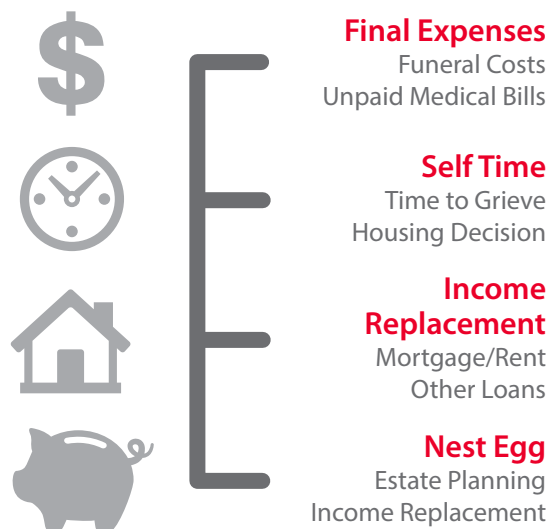 $
Final Expenses
Funeral Costs
Unpaid Medical Bills
Self Time
Time to Grieve
Housing Decision
Income
Replacement
Mortgage/Rent
Other Loans
Nest Egg
Estate Planning
Income Replacement